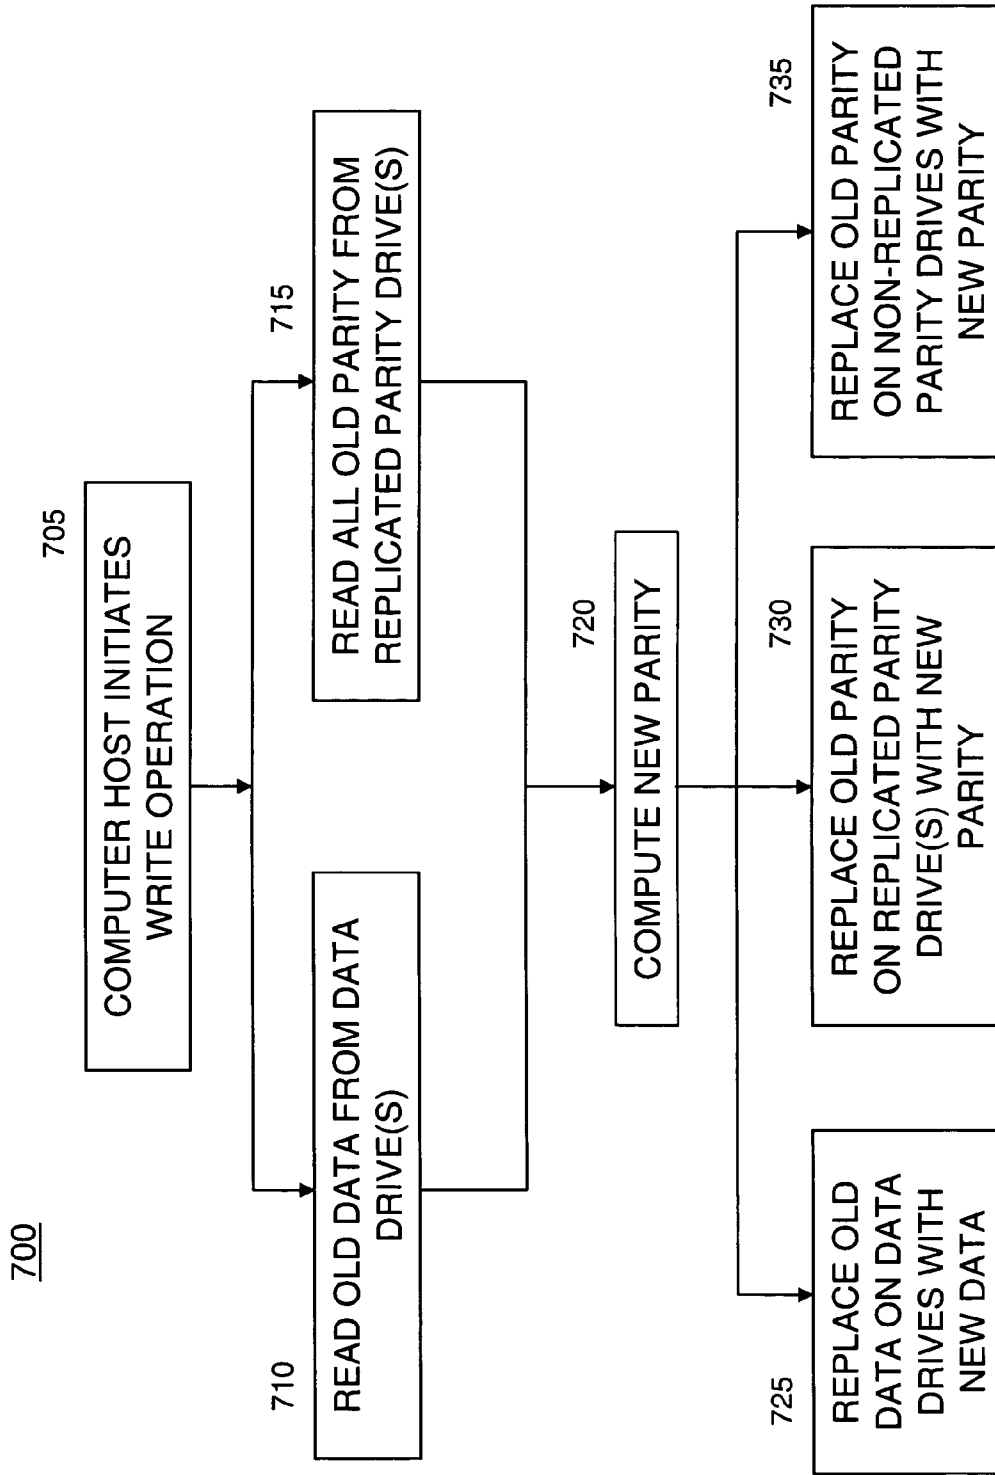 700
705
COMPUTER HOST INITIATES
WRITE OPERATION
710
READ OLD DATA FROM DATA
DRIVE(S)
715
READ ALL OLD PARITY FROM
REPLICATED PARITY DRIVE(S)
720
COMPUTE NEW PARITY
725
REPLACE OLD
DATA ON DATA
DRIVES WITH
NEW DATA
730
REPLACE OLD PARITY
ON REPLICATED PARITY
DRIVE(S) WITH NEW
PARITY
735
REPLACE OLD PARITY
ON NON-REPLICATED
PARITY DRIVES WITH
NEW PARITY